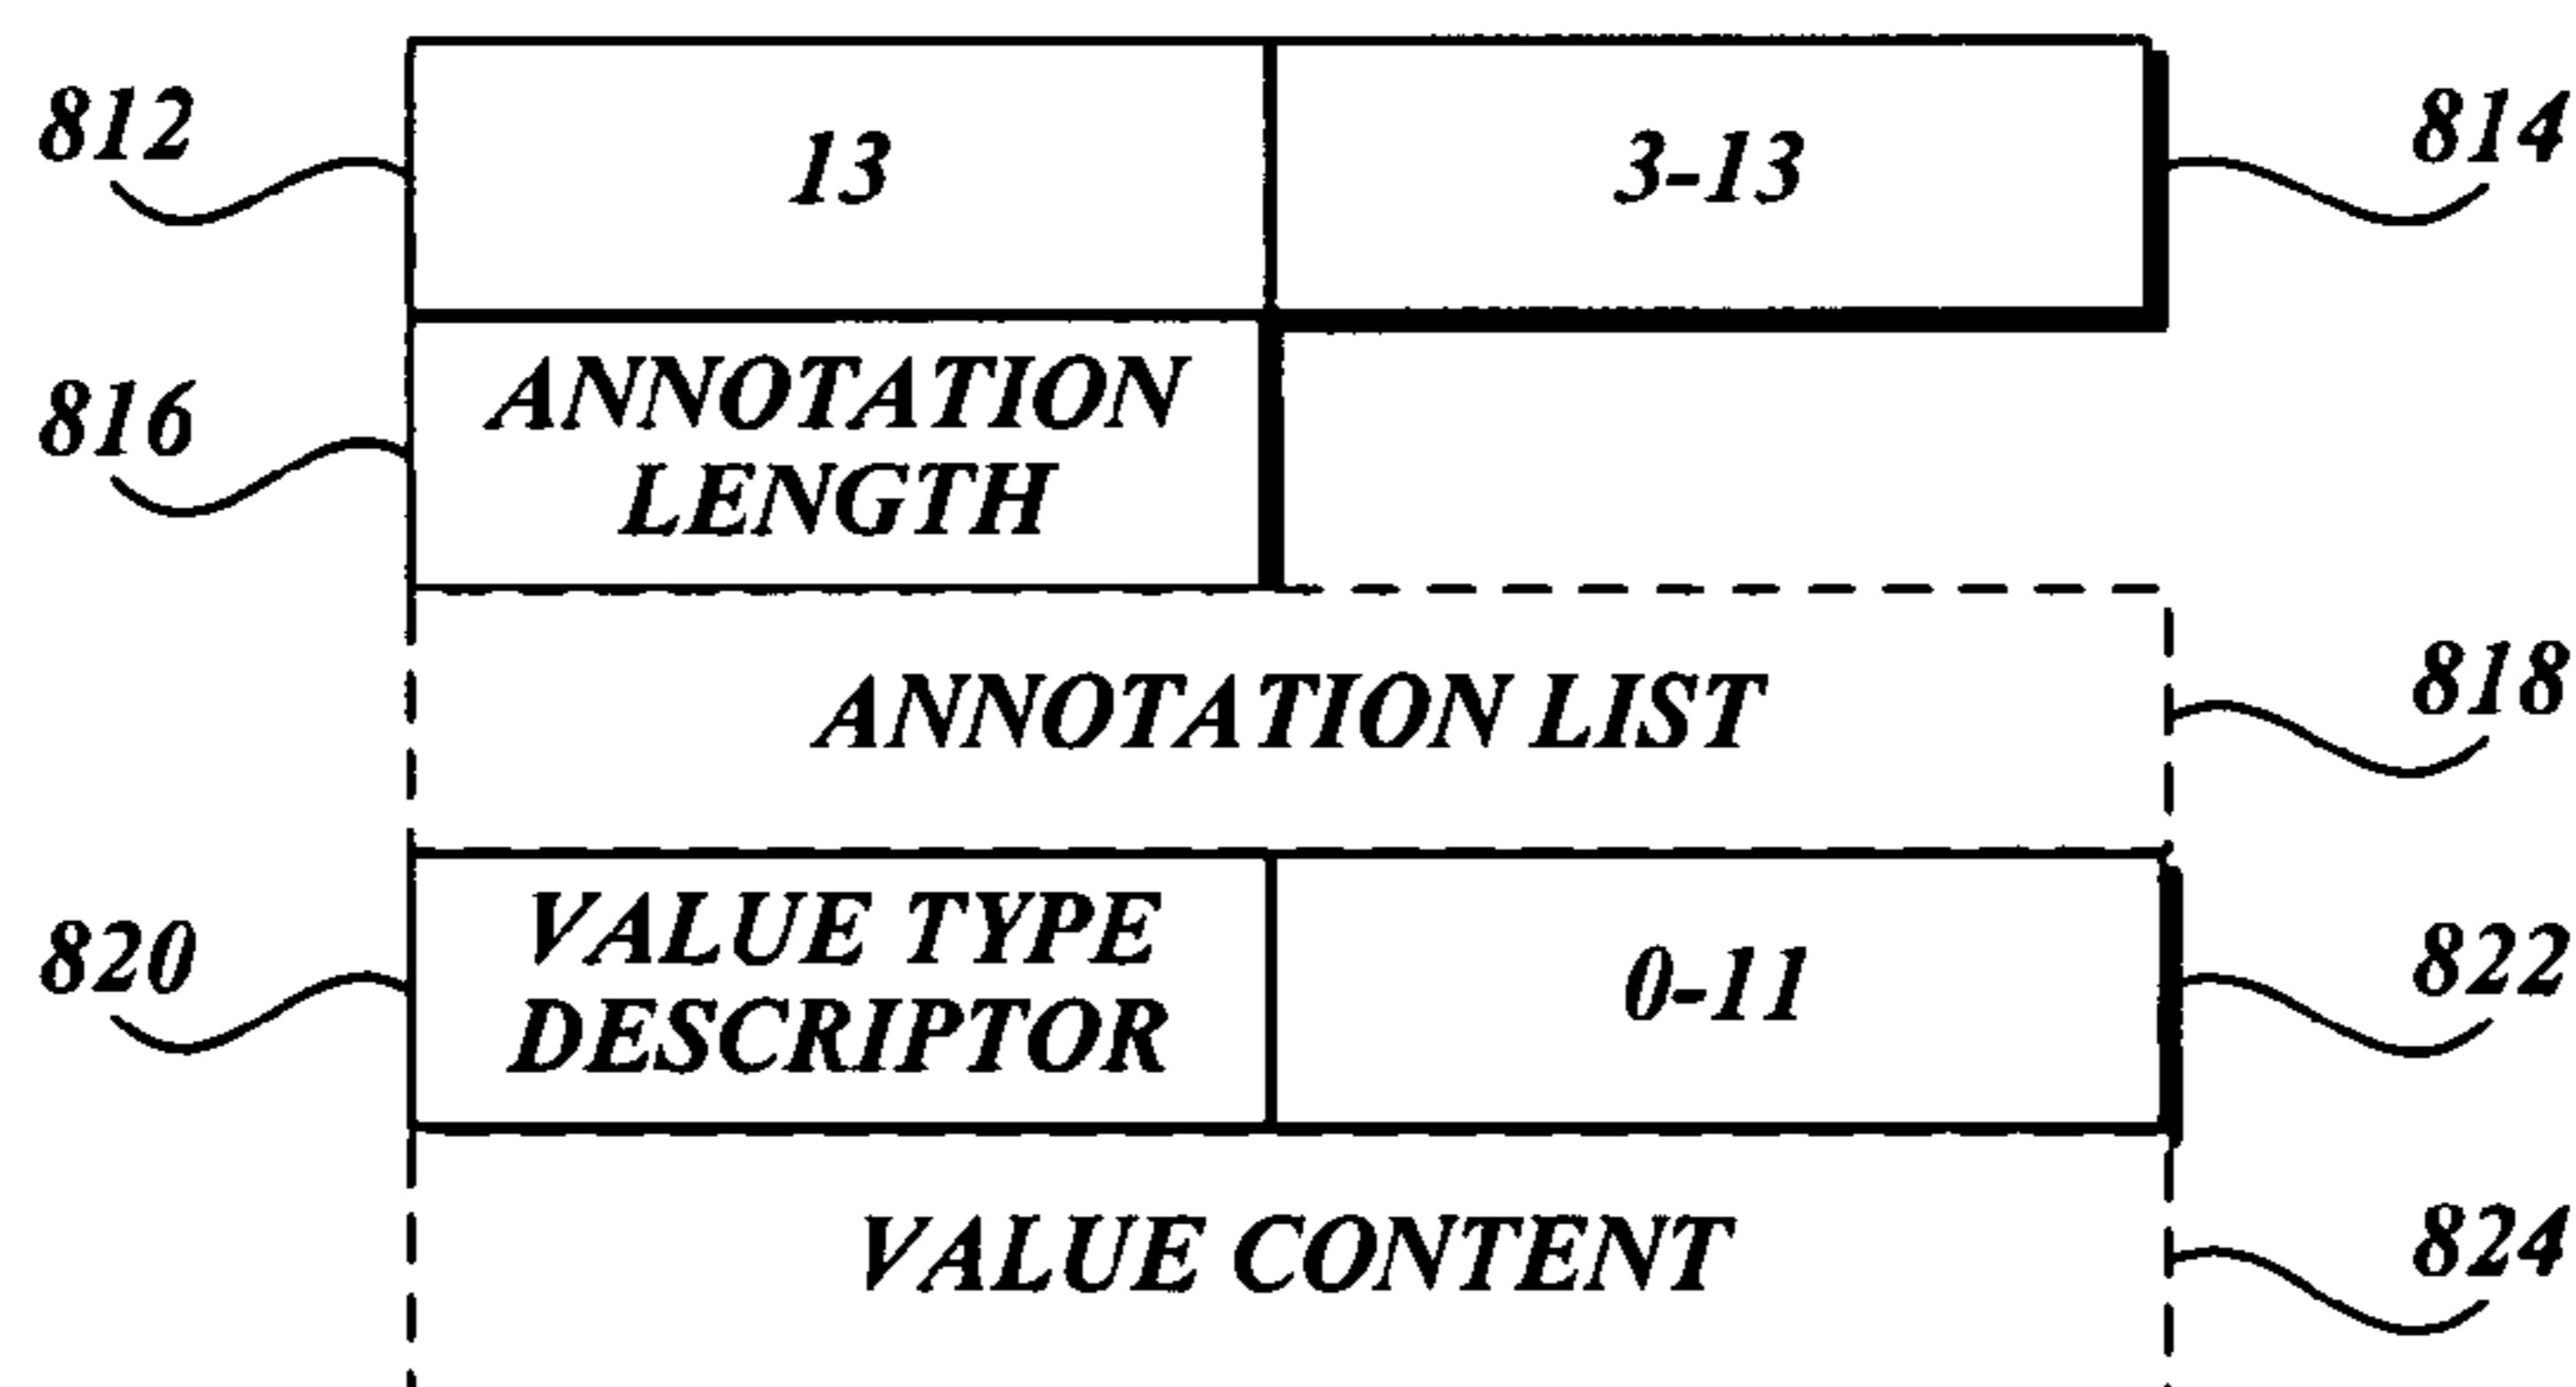 812
13
3-13
814
816
ANNOTATION
LENGTH
ANNOTATION LIST
818
820
VALUE TYPE
DESCRIPTOR
0-11
822
VALUE CONTENT
824